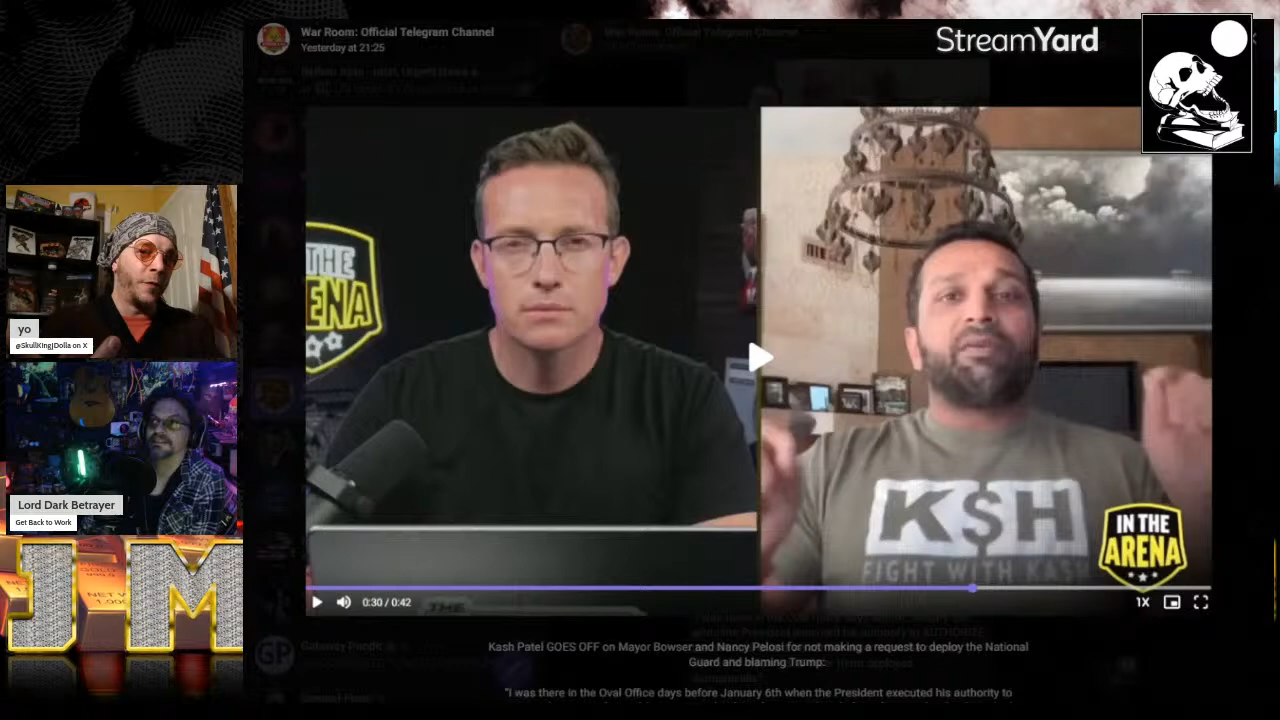 War Room: Official Telegram Channel
Yesterday at 21:25
StreamYard
THE
ARENA
yo
@SkullKingJDolla on X
Lord Dark Betrayer
Get Back to Work
K$H
FIGHT WITH KASH
IN THE
ARENA
0:30 / 0:42
1X
JM
GP
Kash Patel GOES OFF on Mayor Bowser and Nancy Pelosi for not making a request to deploy the National
Guard and blaming Trump:
"I was there in the Oval Office days before January 6th when the President executed his authority to